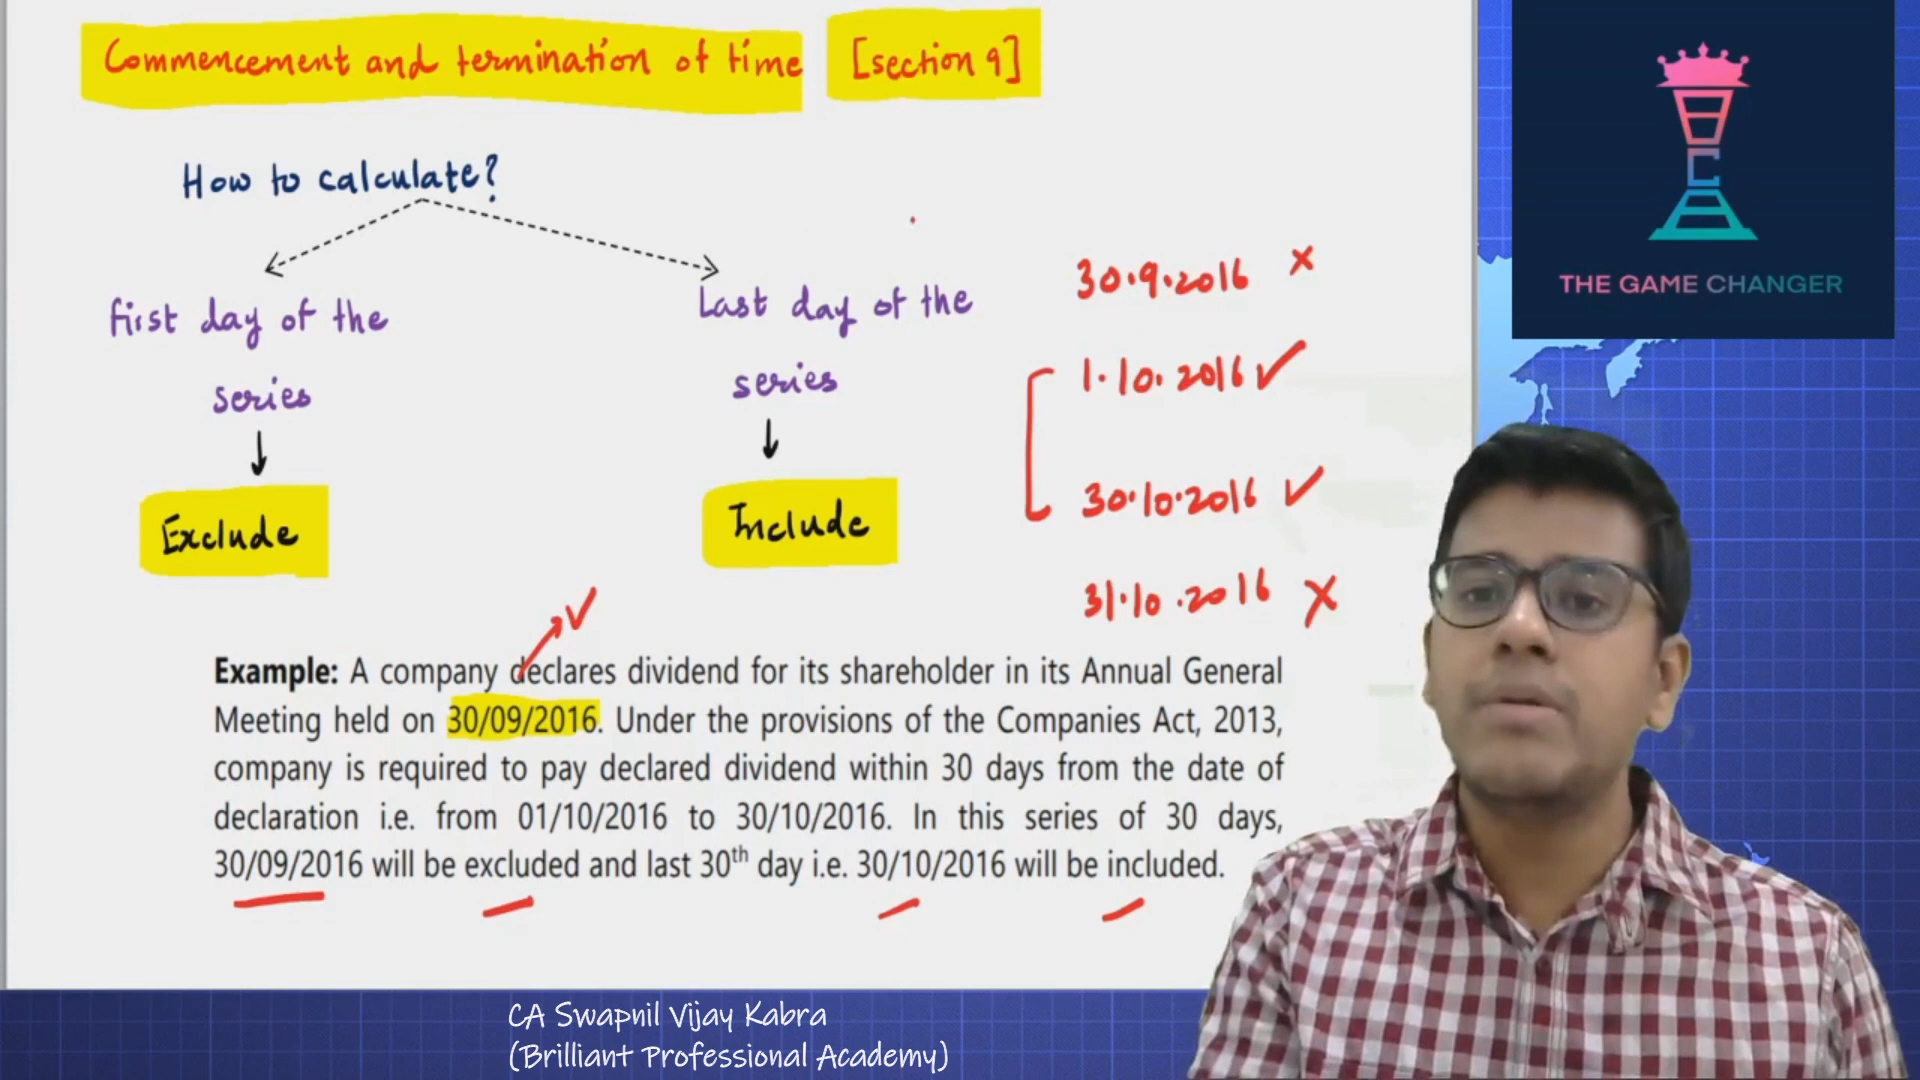 Commencement and termination of time [section 9]
How to calculate?
first day of the
series
Exclude
Last day of the
series
Include
30.9.2016 ×
1.10.2016 ✓
30.10.2016 ✓
31.10.2016 ×
Example: A company declares dividend for its shareholder in its Annual General
Meeting held on 30/09/2016. Under the provisions of the Companies Act, 2013,
company is required to pay declared dividend within 30 days from the date of
declaration i.e. from 01/10/2016 to 30/10/2016. In this series of 30 days,
30/09/2016 will be excluded and last 30th day i.e. 30/10/2016 will be included.
THE GAME CHANGER
CA Swapnil Vijay Kabra
(Brilliant Professional Academy)